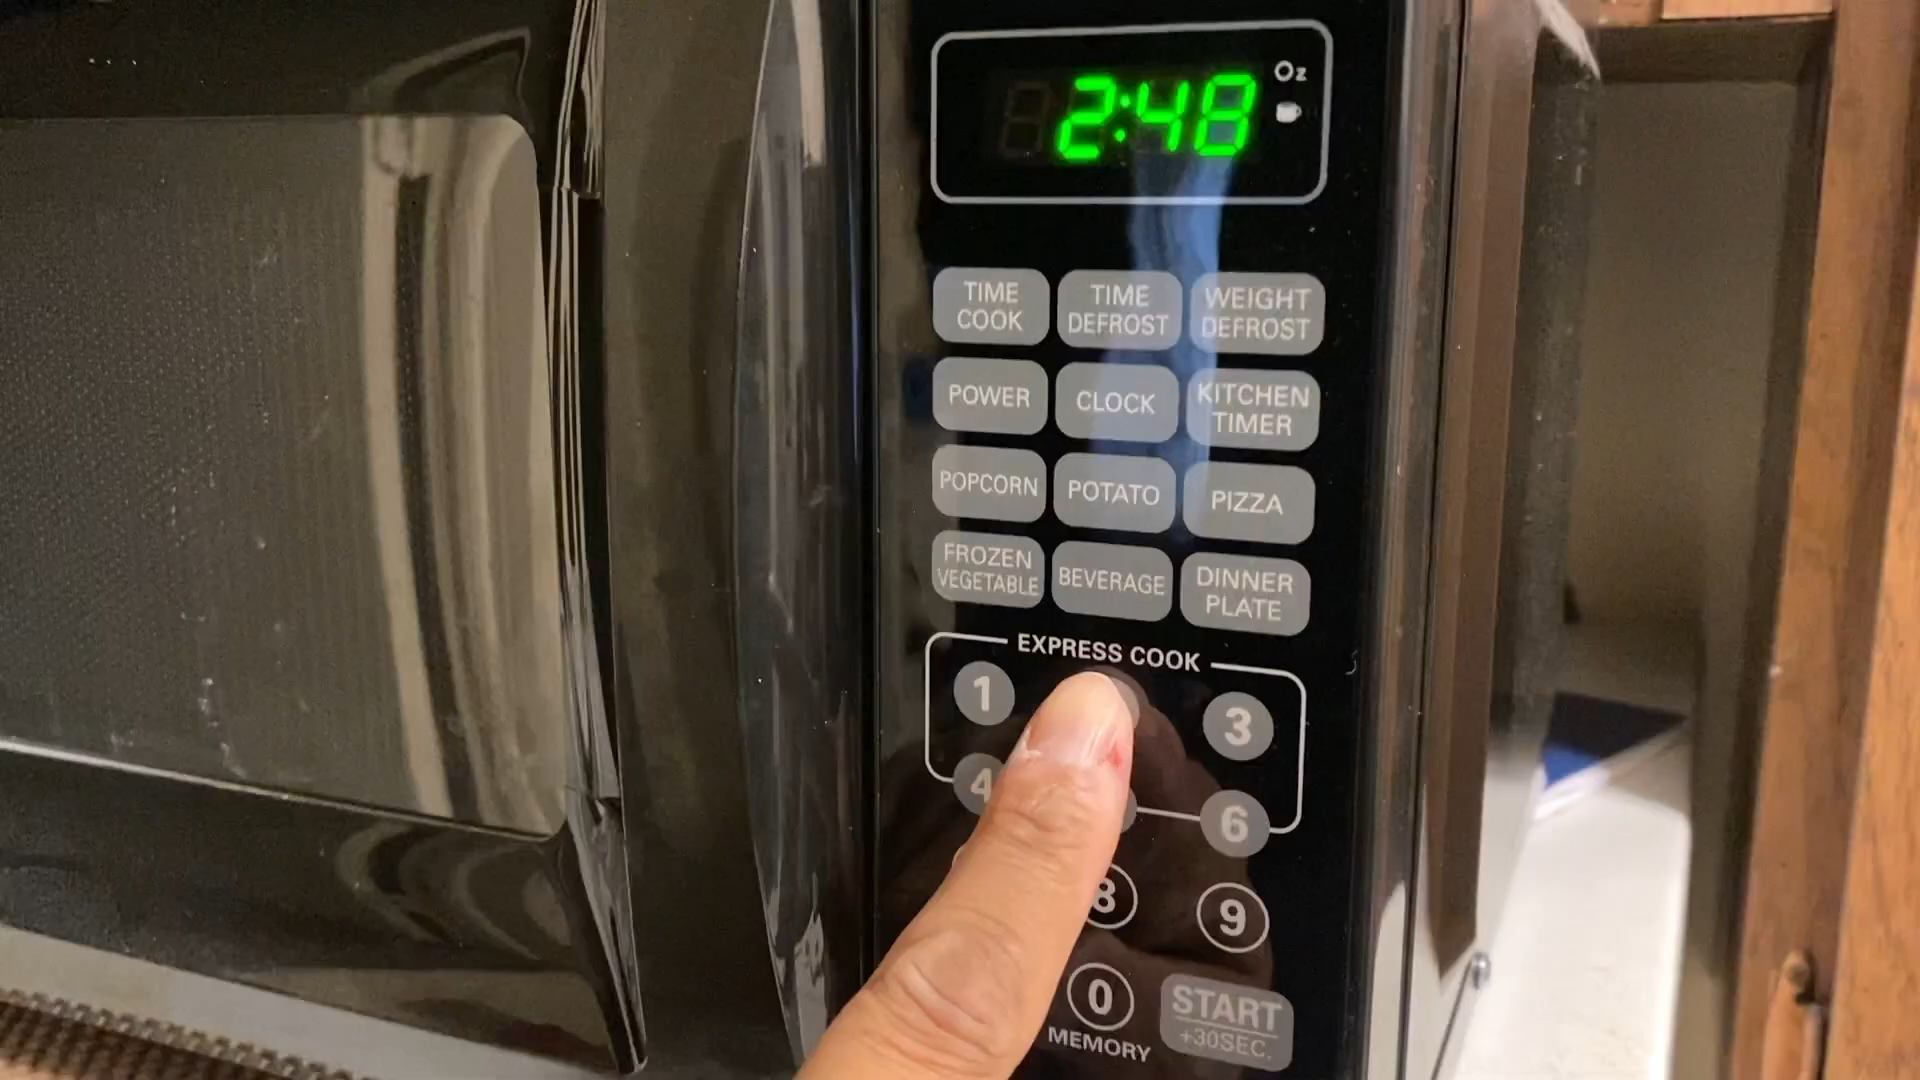 2:48
Oz
TIME
COOK
TIME
DEFROST
WEIGHT
DEFROST
POWER
CLOCK
KITCHEN
TIMER
POPCORN
POTATO
PIZZA
FROZEN
VEGETABLE
BEVERAGE
DINNER
PLATE
EXPRESS COOK
1
3
4
6
8
9
0
MEMORY
START
+30SEC.